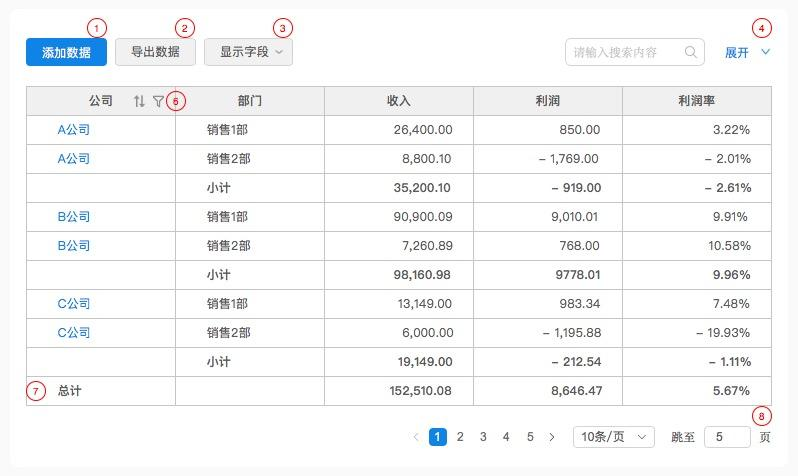 ① ② ③ ④
添加数据 导出数据 显示字段 请输入搜索内容 展开
公司 ⑥ 部门 收入 利润 利润率
A公司 销售1部 26,400.00 850.00 3.22%
A公司 销售2部 8,800.10 – 1,769.00 – 2.01%
小计 35,200.10 – 919.00 – 2.61%
B公司 销售1部 90,900.09 9,010.01 9.91%
B公司 销售2部 7,260.89 768.00 10.58%
小计 98,160.98 9778.01 9.96%
C公司 销售1部 13,149.00 983.34 7.48%
C公司 销售2部 6,000.00 – 1,195.88 – 19.93%
小计 19,149.00 – 212.54 – 1.11%
⑦ 总计 152,510.08 8,646.47 5.67%
⑧
1 2 3 4 5 10条/页 跳至 5 页